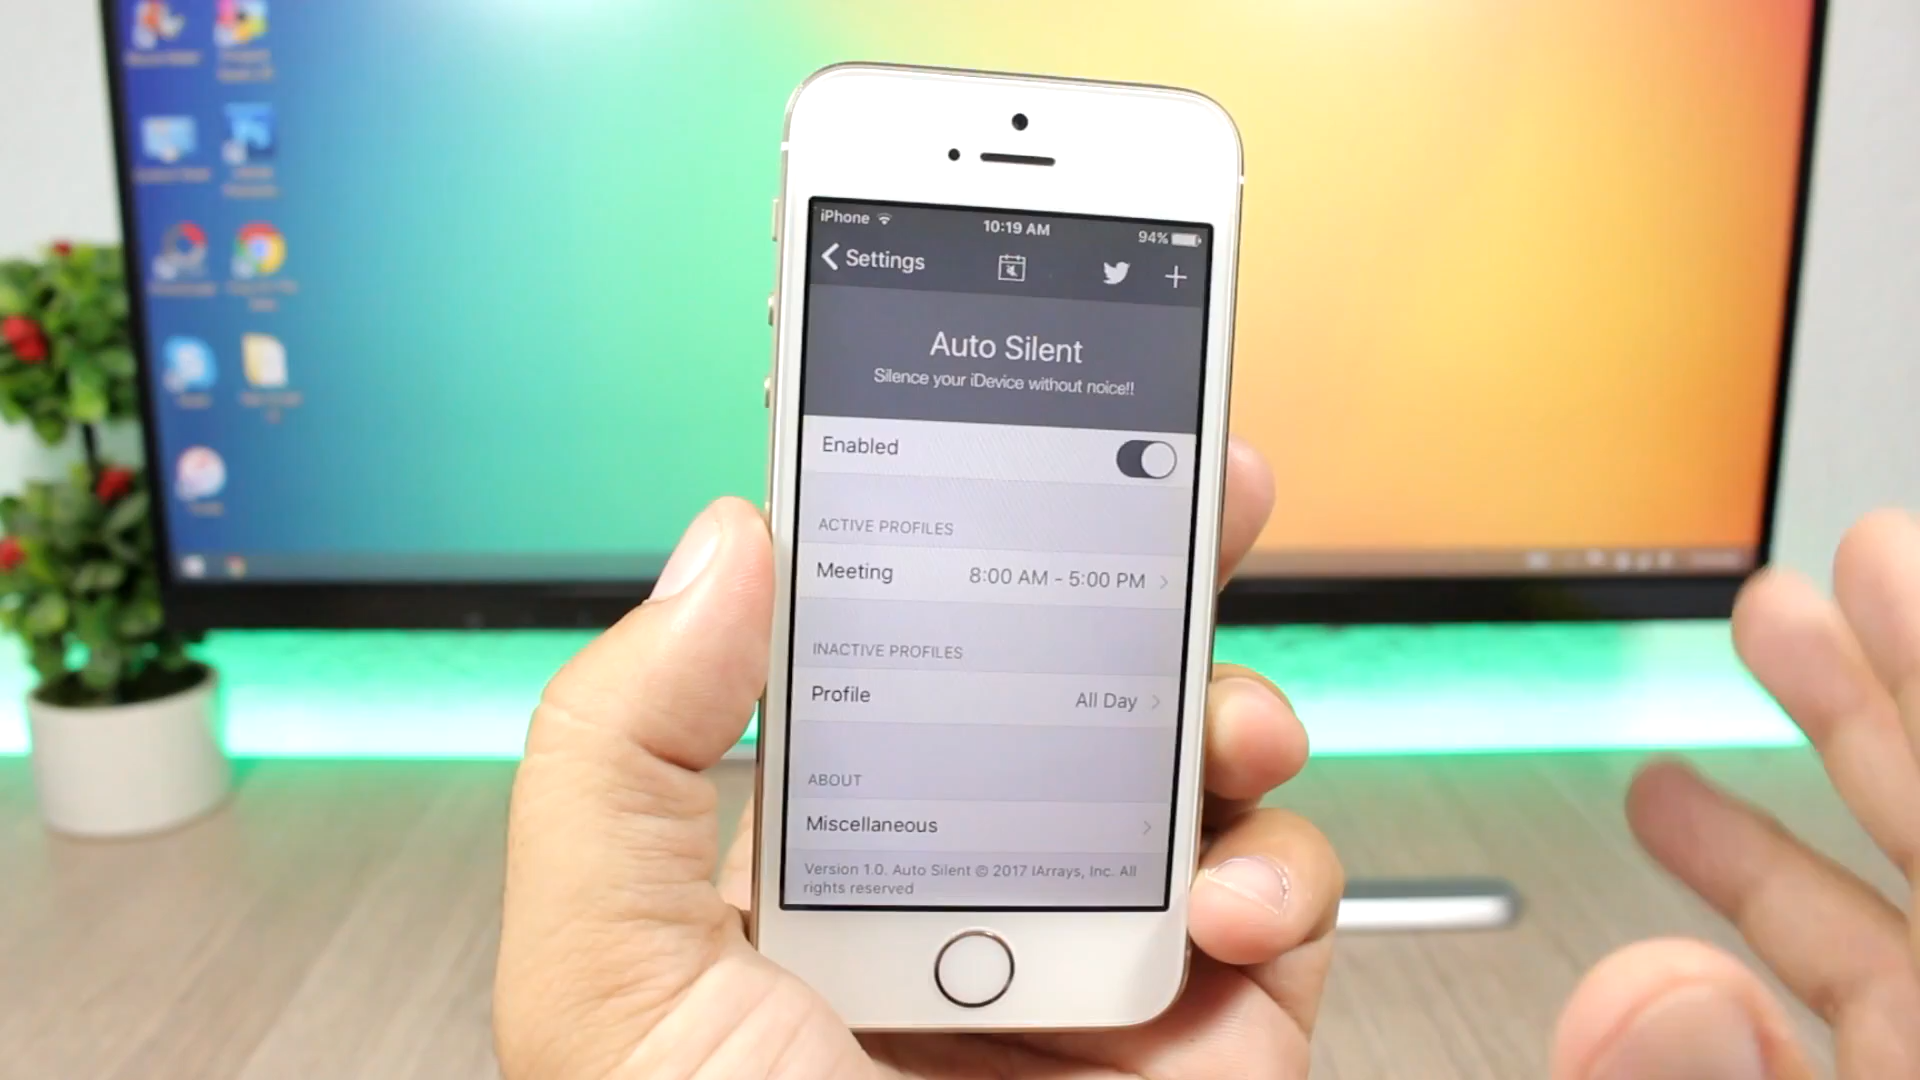 iPhone
10:19 AM
94%
Settings
Auto Silent
Silence your iDevice without noice!!
Enabled
ACTIVE PROFILES
Meeting 8:00 AM - 5:00 PM
INACTIVE PROFILES
Profile All Day
ABOUT
Miscellaneous
Version 1.0. Auto Silent © 2017 IArrays, Inc. All
rights reserved